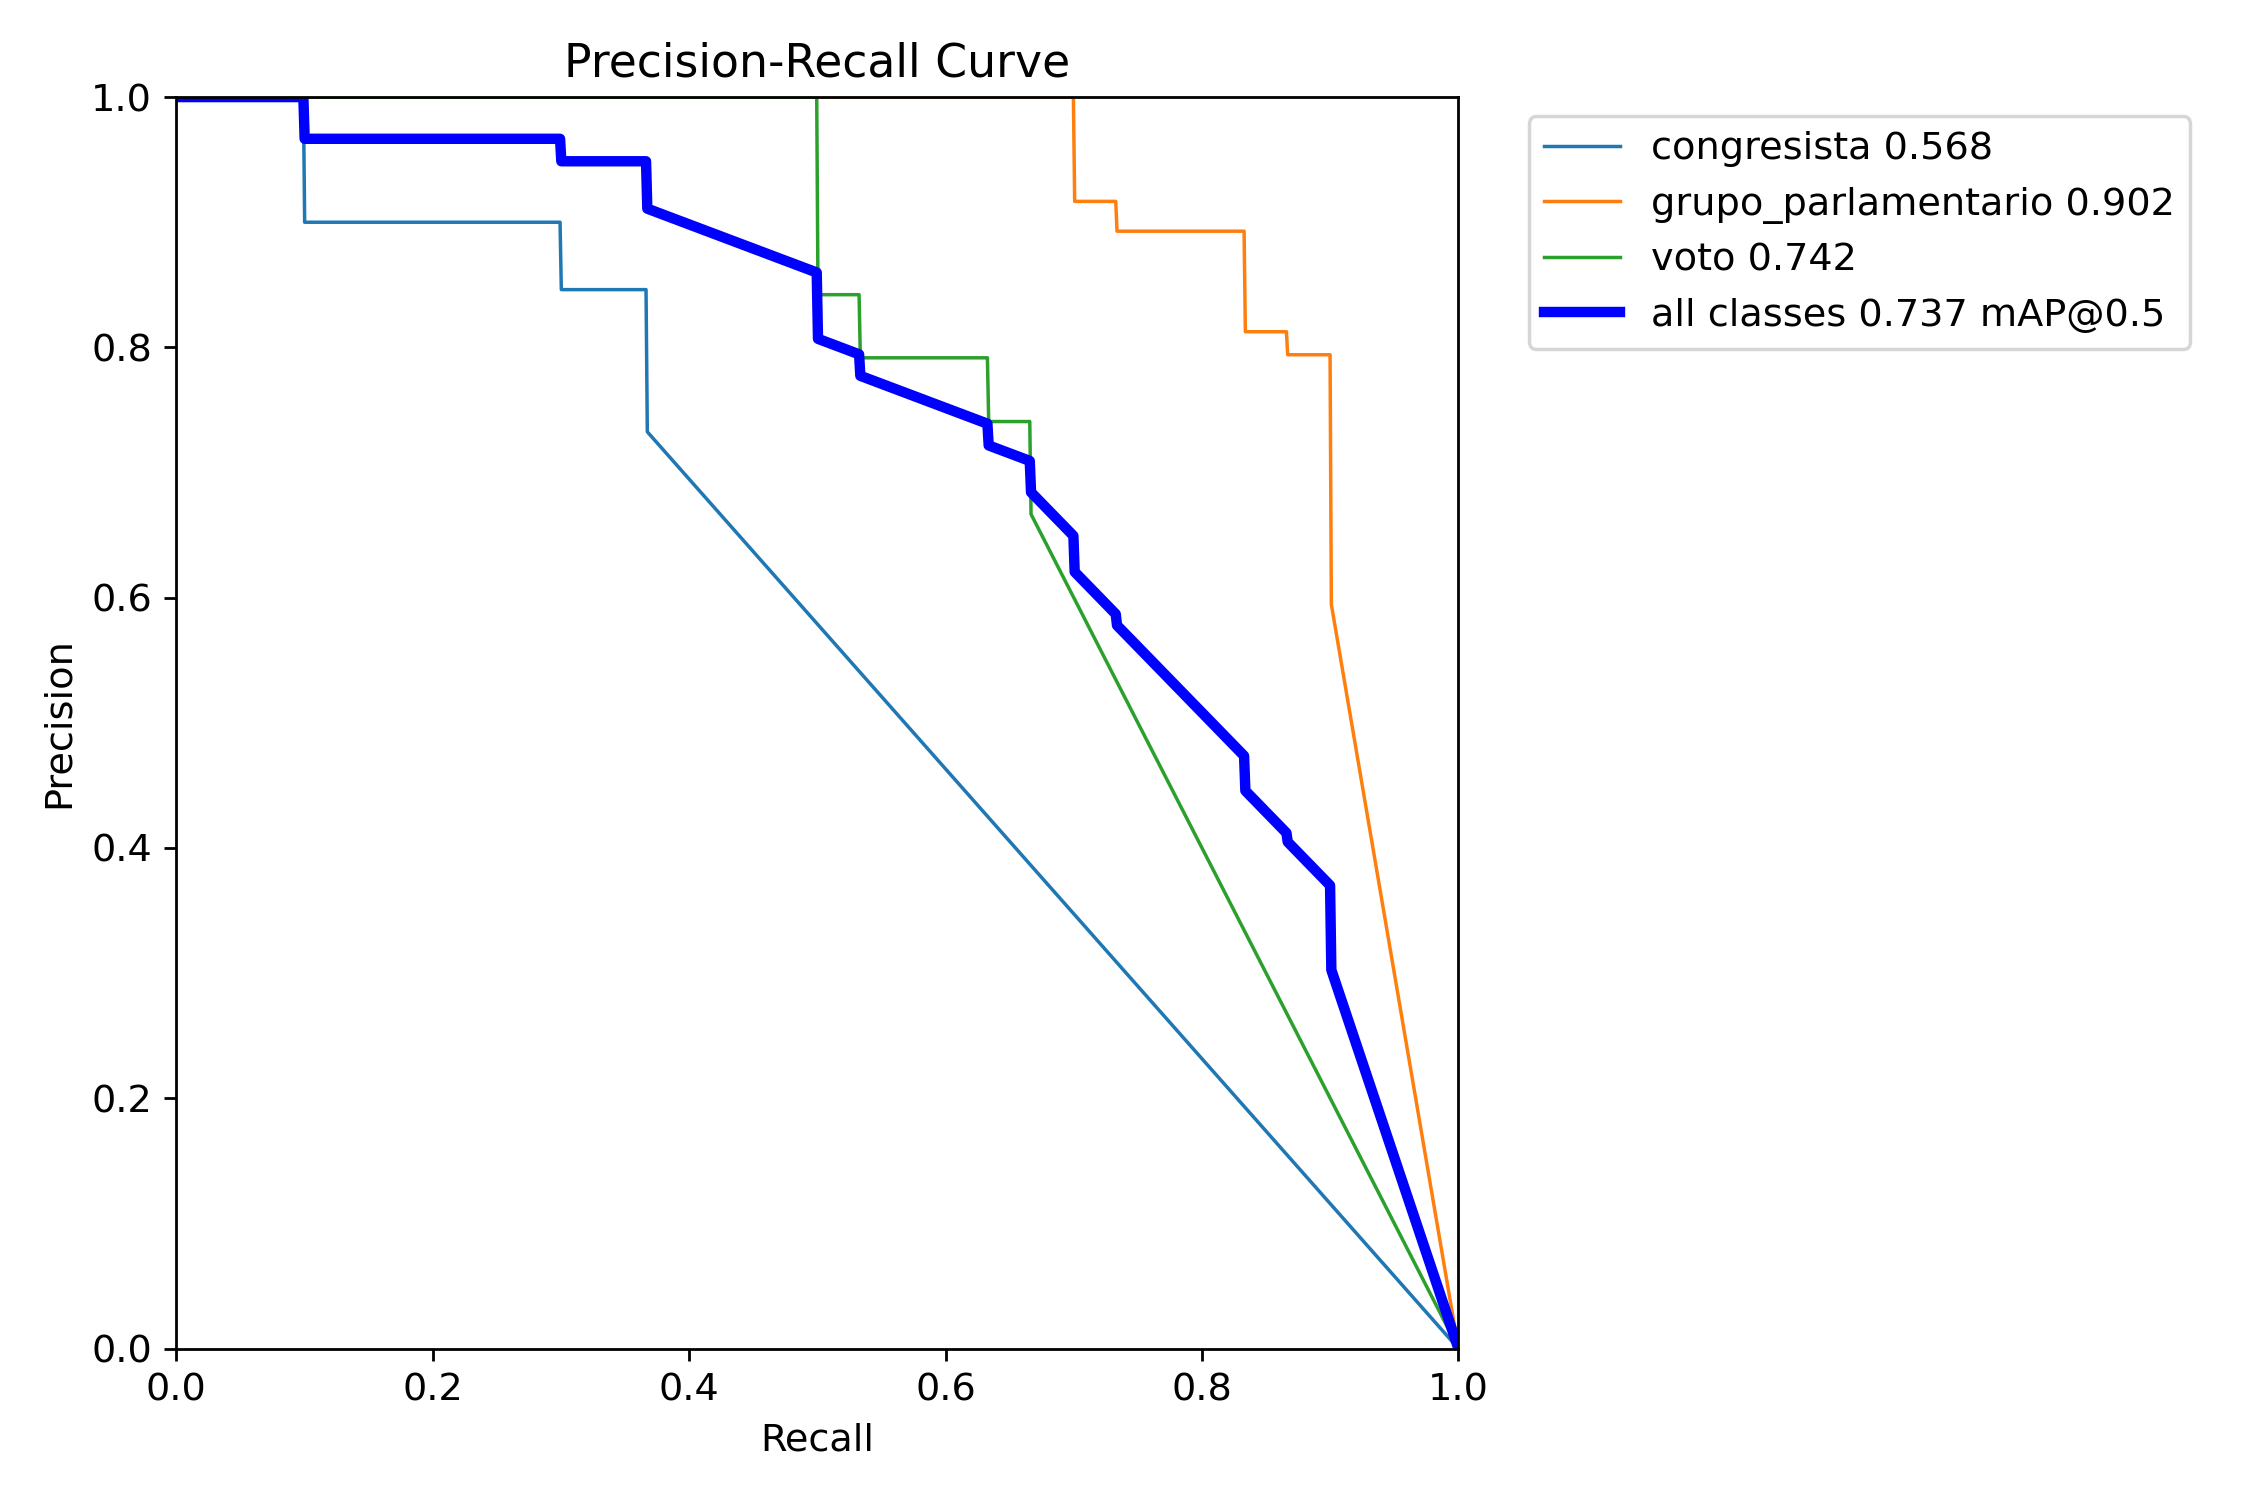 Precision-Recall Curve
1.0
0.8
0.6
0.4
0.2
0.0
Precision
0.0 0.2 0.4 0.6 0.8 1.0
Recall
congresista 0.568
grupo_parlamentario 0.902
voto 0.742
all classes 0.737 mAP@0.5